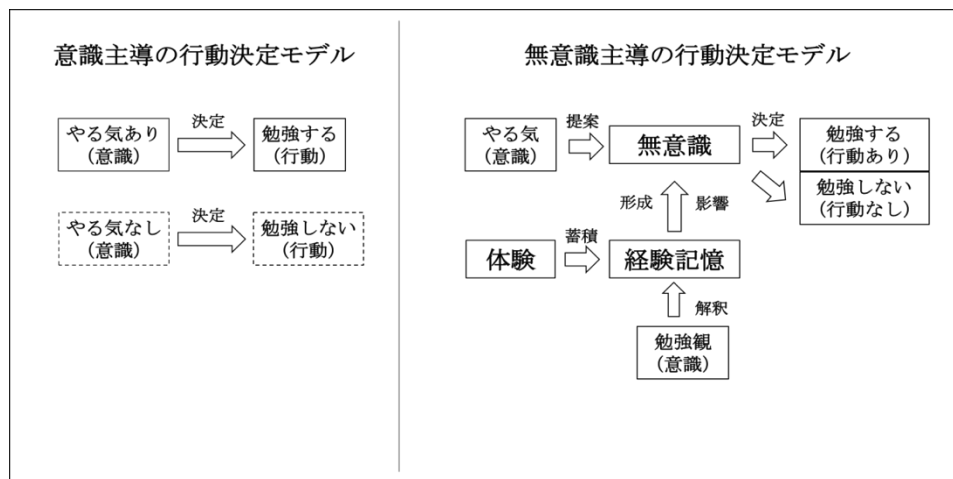 意識主導の行動決定モデル
やる気あり
(意識)
決定
勉強する
(行動)
やる気なし
(意識)
決定
勉強しない
(行動)
無意識主導の行動決定モデル
やる気
(意識)
提案
無意識
決定
勉強する
(行動あり)
勉強しない
(行動なし)
形成
影響
体験
蓄積
経験記憶
解釈
勉強観
(意識)